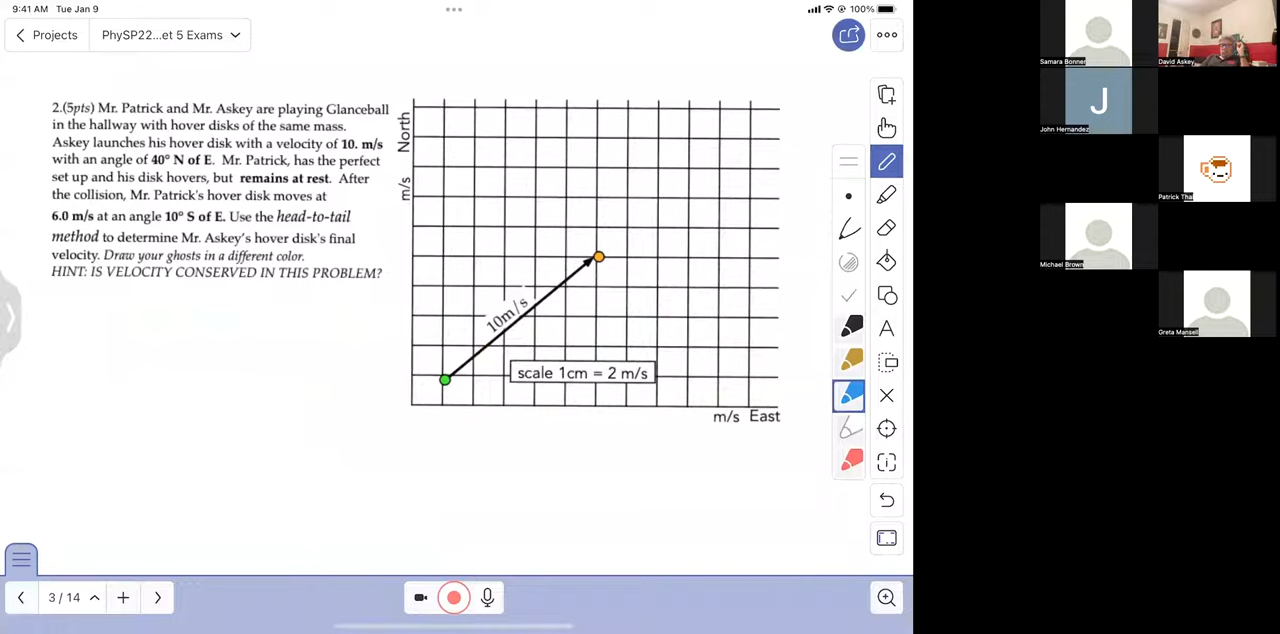 9:41 AM Tue Jan 9
100%
Projects
PhySP22...et 5 Exams
2.(5pts) Mr. Patrick and Mr. Askey are playing Glanceball
in the hallway with hover disks of the same mass.
Askey launches his hover disk with a velocity of 10. m/s
with an angle of 40° N of E. Mr. Patrick, has the perfect
set up and his disk hovers, but remains at rest. After
the collision, Mr. Patrick's hover disk moves at
6.0 m/s at an angle 10° S of E. Use the head-to-tail
method to determine Mr. Askey's hover disk's final
velocity. Draw your ghosts in a different color.
HINT: IS VELOCITY CONSERVED IN THIS PROBLEM?
North
m/s
10m/s
scale 1cm = 2 m/s
m/s East
A
3 / 14
Samara Bonner
David Askey
J
John Hernandez
Patrick Thai
Michael Brown
Greta Mansell